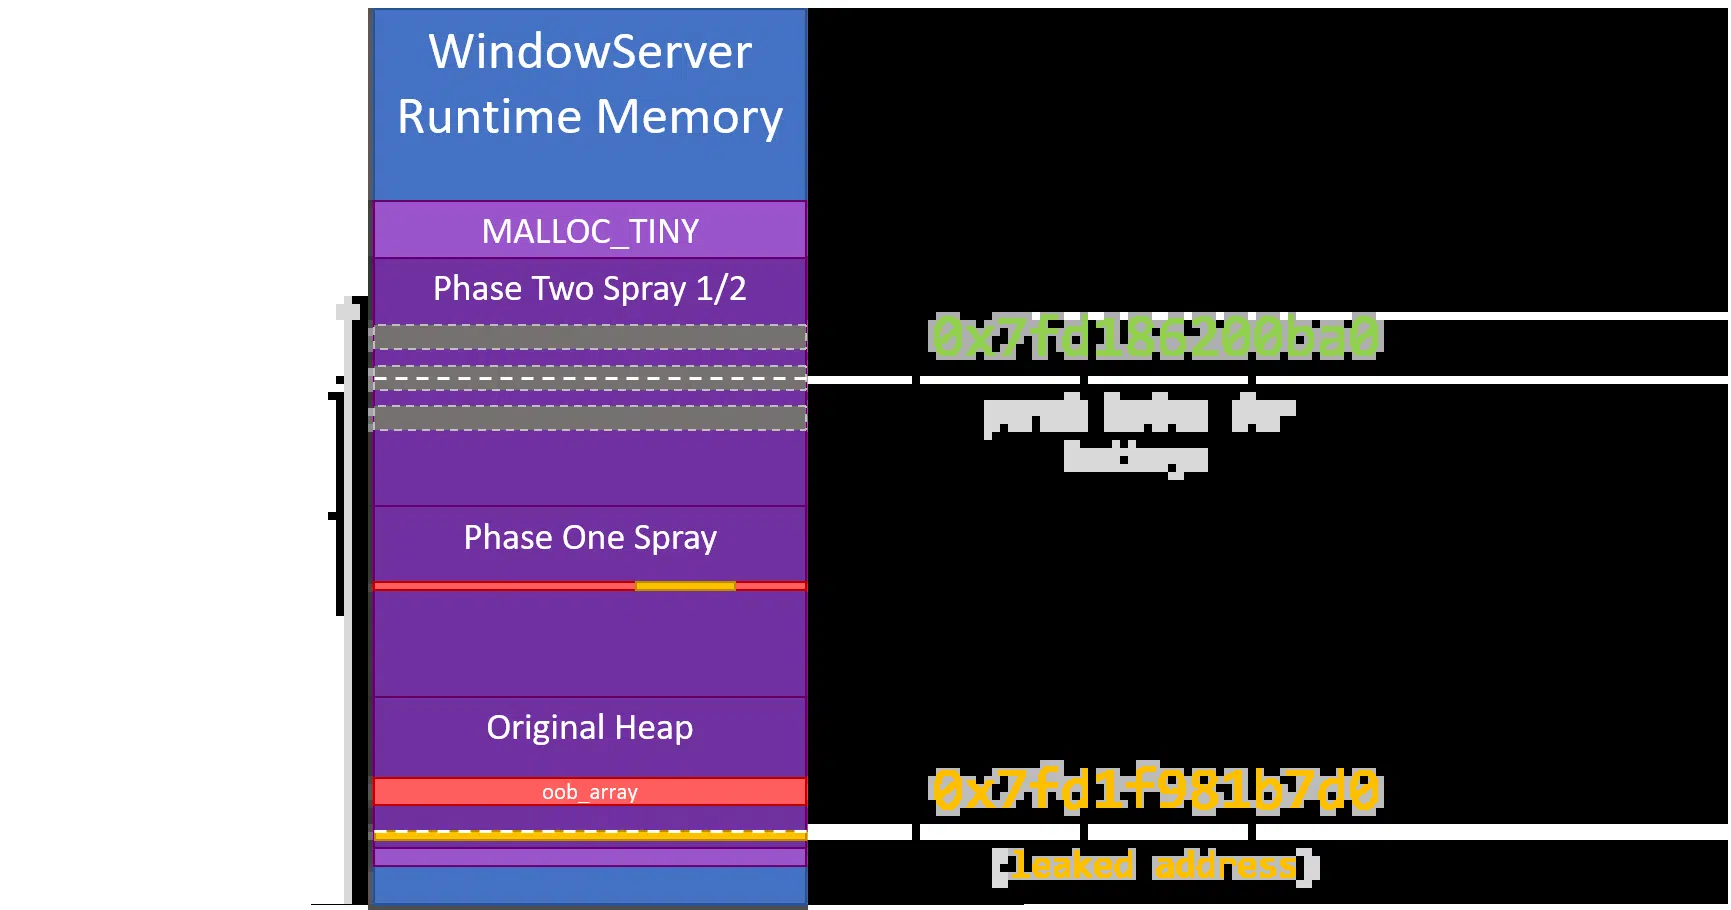 WindowServer
Runtime Memory
MALLOC_TINY
Phase Two Spray 1/2
0x7fd186200ba0
Phase One Spray
Original Heap
oob_array
0x7fd1f981b7d0
(leaked address)